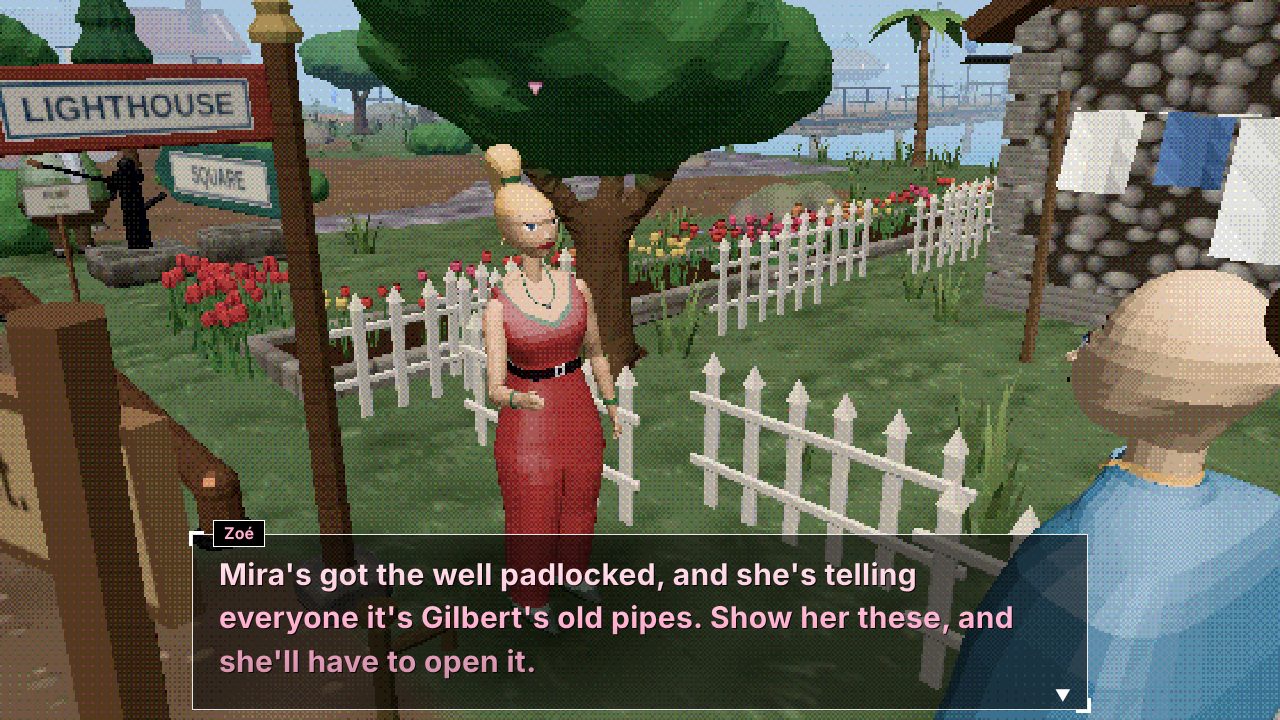 LIGHTHOUSE
SQUARE
Zoé
Mira's got the well padlocked, and she's telling
everyone it's Gilbert's old pipes. Show her these, and
she'll have to open it.